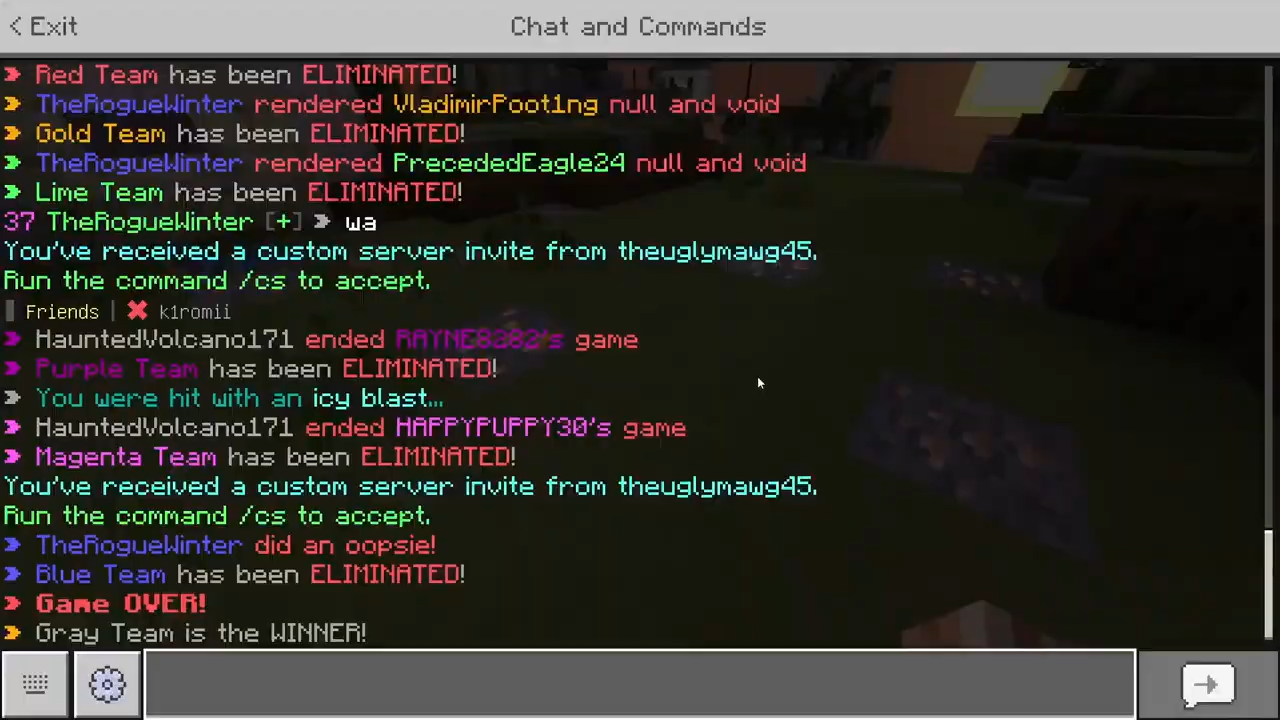 < Exit
Chat and Commands
Red Team has been ELIMINATED!
TheRogueWinter rendered VladimirPoot1ng null and void
Gold Team has been ELIMINATED!
TheRogueWinter rendered PrecededEagle24 null and void
Lime Team has been ELIMINATED!
37 TheRogueWinter [+] » wa
You've received a custom server invite from theuglymawg45.
Run the command /cs to accept.
Friends | ✖ k1romii
HauntedVolcano171 ended RAYNE8282's game
Purple Team has been ELIMINATED!
You were hit with an icy blast...
HauntedVolcano171 ended HAPPYPUPPY30's game
Magenta Team has been ELIMINATED!
You've received a custom server invite from theuglymawg45.
Run the command /cs to accept.
TheRogueWinter did an oopsie!
Blue Team has been ELIMINATED!
Game OVER!
Gray Team is the WINNER!